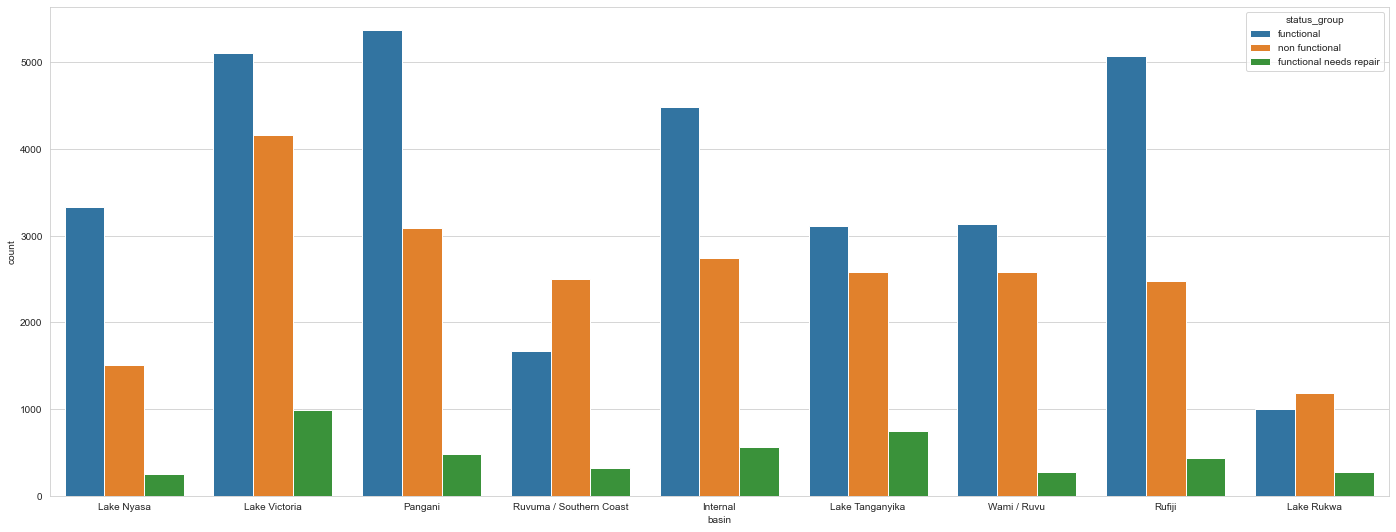 status_group
functional
non functional
functional needs repair
5000
4000
3000
2000
1000
0
count
Lake Nyasa
Lake Victoria
Pangani
Ruvuma / Southern Coast
Internal
Lake Tanganyika
Wami / Ruvu
Rufiji
Lake Rukwa
basin